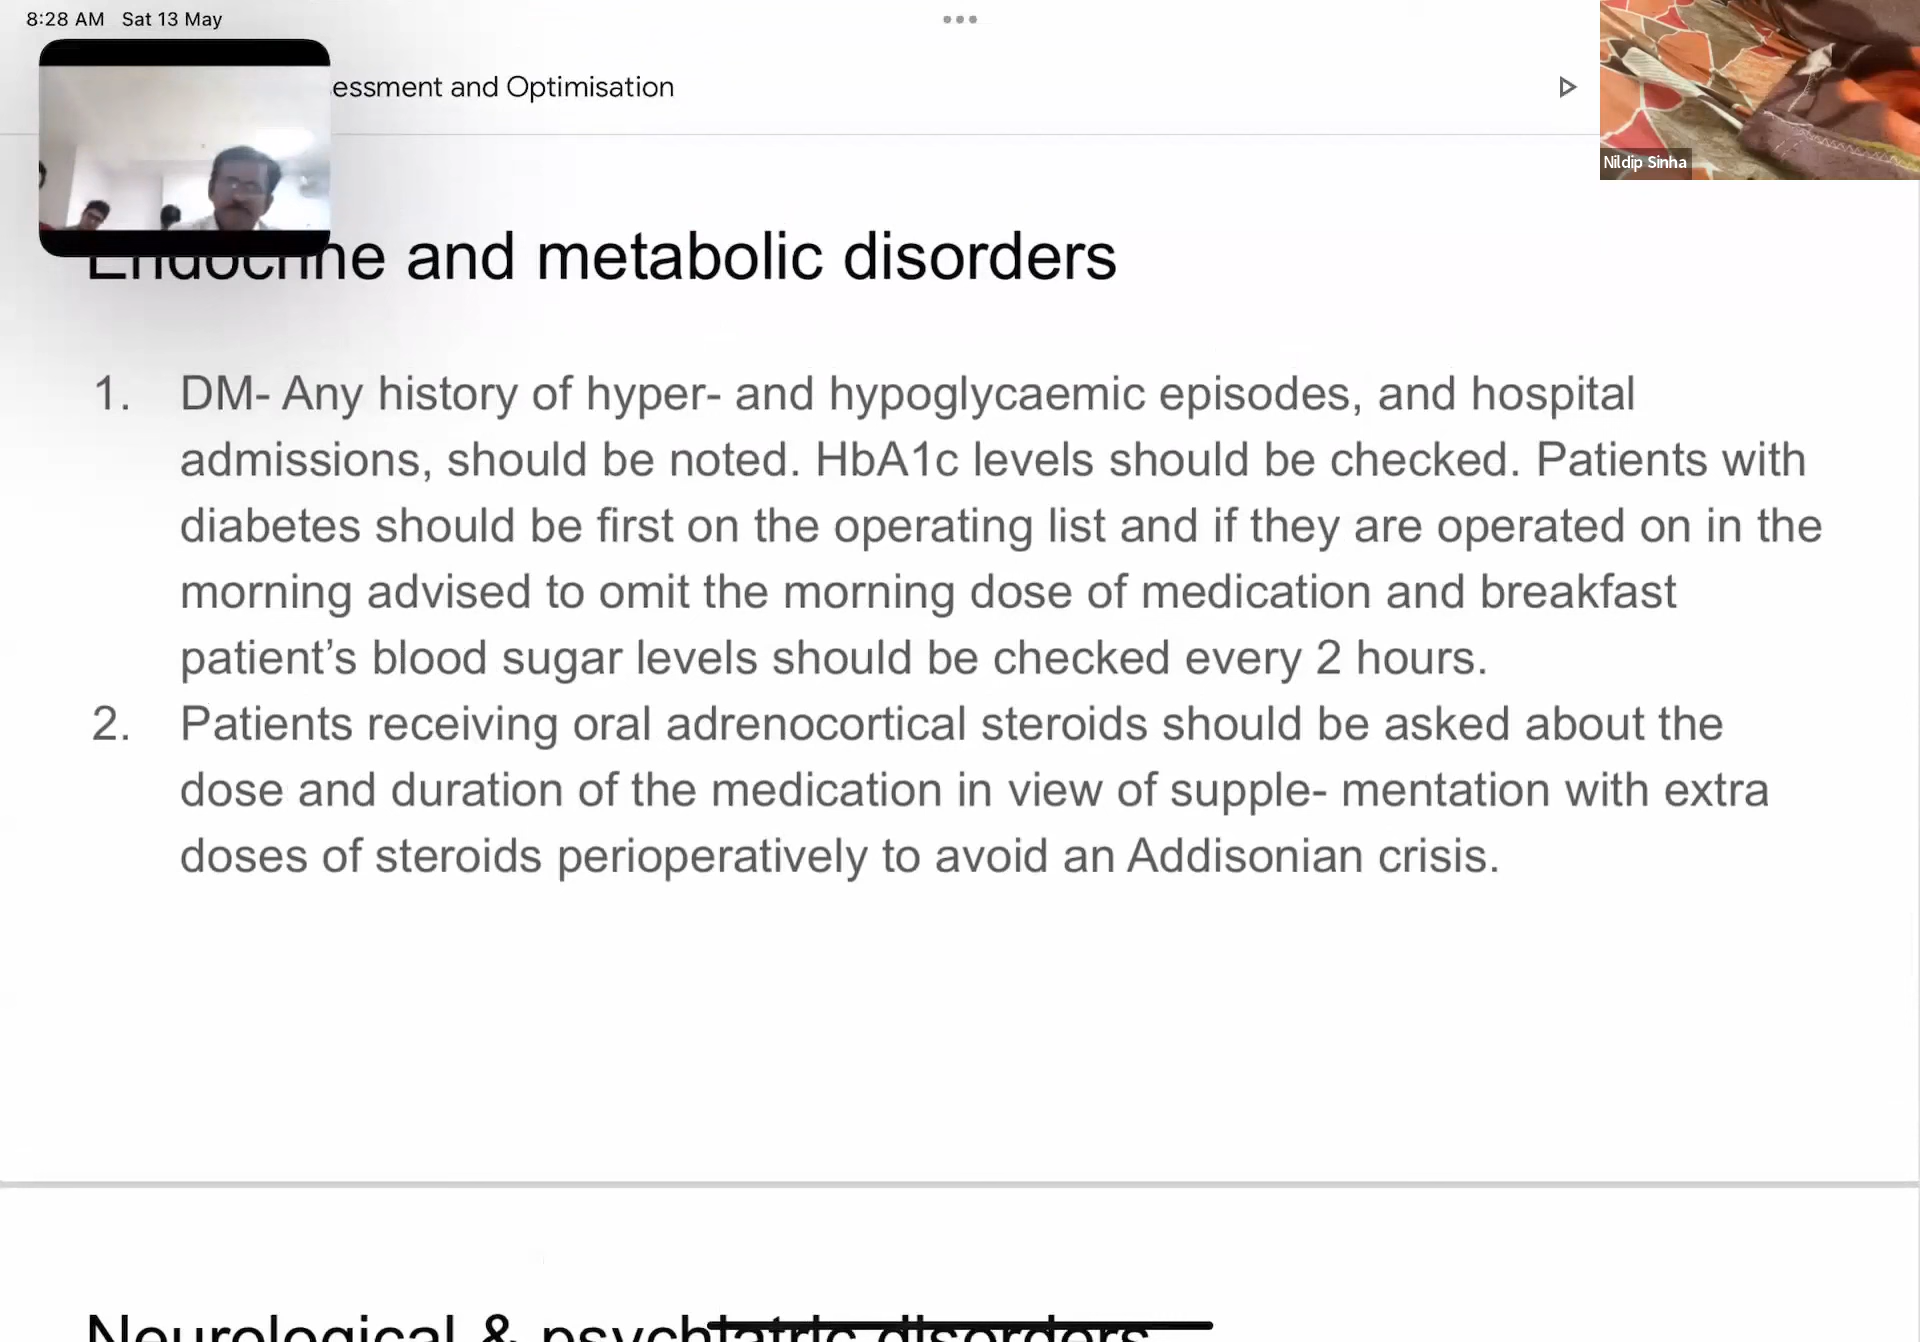 8:28 AM Sat 13 May
essment and Optimisation
Nildip Sinha
Endocrine and metabolic disorders
1. DM- Any history of hyper- and hypoglycaemic episodes, and hospital
admissions, should be noted. HbA1c levels should be checked. Patients with
diabetes should be first on the operating list and if they are operated on in the
morning advised to omit the morning dose of medication and breakfast
patient’s blood sugar levels should be checked every 2 hours.
2. Patients receiving oral adrenocortical steroids should be asked about the
dose and duration of the medication in view of supple- mentation with extra
doses of steroids perioperatively to avoid an Addisonian crisis.
Neurological & psychiatric disorders